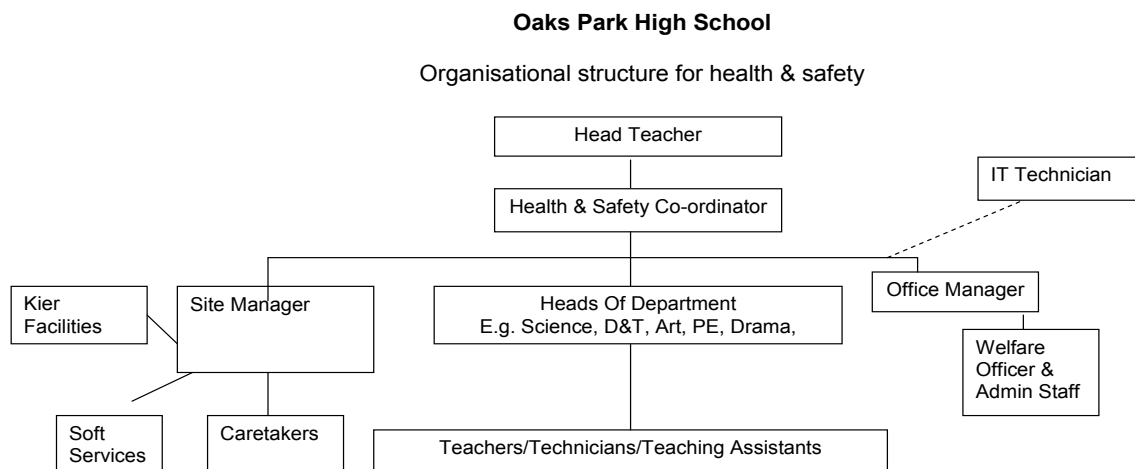 Oaks Park High School
Organisational structure for health & safety
Head Teacher
IT Technician
Health & Safety Co-ordinator
Kier
Facilities
Site Manager
Heads Of Department
E.g. Science, D&T, Art, PE, Drama,
Office Manager
Welfare
Officer &
Admin Staff
Soft
Services
Caretakers
Teachers/Technicians/Teaching Assistants